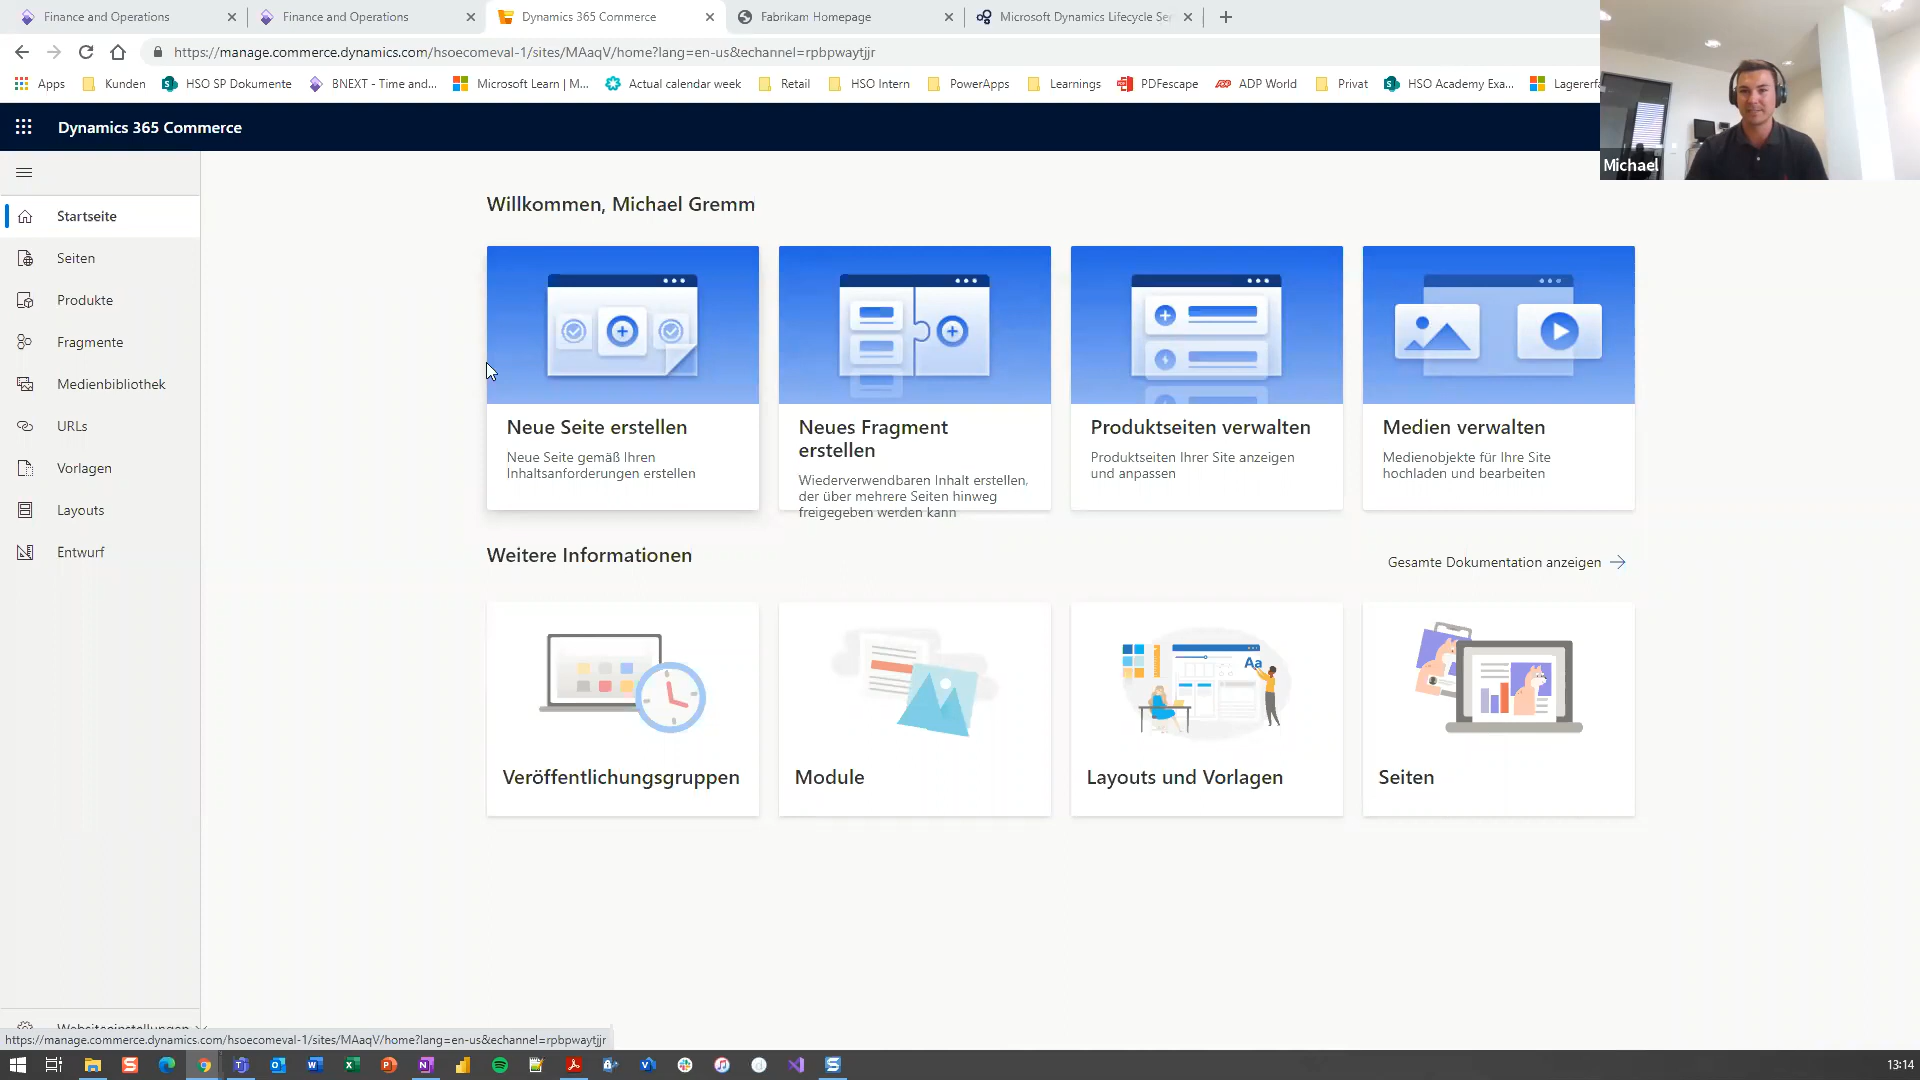 Finance and Operations
Finance and Operations
Dynamics 365 Commerce
Fabrikam Homepage
Microsoft Dynamics Lifecycle Ser
https://manage.commerce.dynamics.com/hsoecomeval-1/sites/MAaqV/home?lang=en-us&echannel=rpbpwaytjjr
Apps
Kunden
HSO SP Dokumente
BNEXT - Time and...
Microsoft Learn | M...
Actual calendar week
Retail
HSO Intern
PowerApps
Learnings
PDFescape
ADP World
Privat
HSO Academy Exa...
Lagererfa
Michael
Dynamics 365 Commerce
Startseite
Seiten
Produkte
Fragmente
Medienbibliothek
URLs
Vorlagen
Layouts
Entwurf
Websiteeinstellungen
Willkommen, Michael Gremm
Neue Seite erstellen
Neue Seite gemäß Ihren
Inhaltsanforderungen erstellen
Neues Fragment
erstellen
Wiederverwendbaren Inhalt erstellen,
der über mehrere Seiten hinweg
freigegeben werden kann
Produktseiten verwalten
Produktseiten Ihrer Site anzeigen
und anpassen
Medien verwalten
Medienobjekte für Ihre Site
hochladen und bearbeiten
Weitere Informationen
Gesamte Dokumentation anzeigen
Aa
Veröffentlichungsgruppen
Module
Layouts und Vorlagen
Seiten
https://manage.commerce.dynamics.com/hsoecomeval-1/sites/MAaqV/home?lang=en-us&echannel=rpbpwaytjjr
13:14